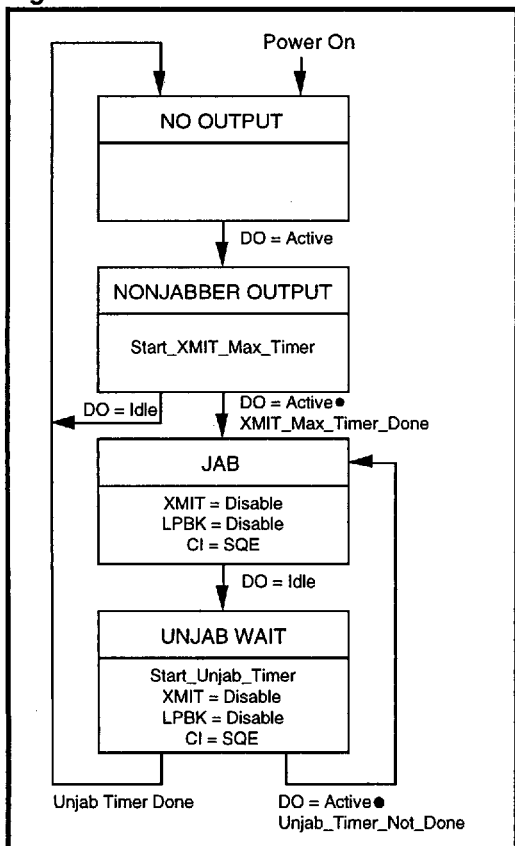 Power On
NO OUTPUT
DO = Active
NONJABBER OUTPUT
Start_XMIT_Max_Timer
DO = Idle
DO = Active●
XMIT_Max_Timer_Done
JAB
XMIT = Disable
LPBK = Disable
CI = SQE
DO = Idle
UNJAB WAIT
Start_Unjab_Timer
XMIT = Disable
LPBK = Disable
CI = SQE
Unjab Timer Done
DO = Active●
Unjab_Timer_Not_Done